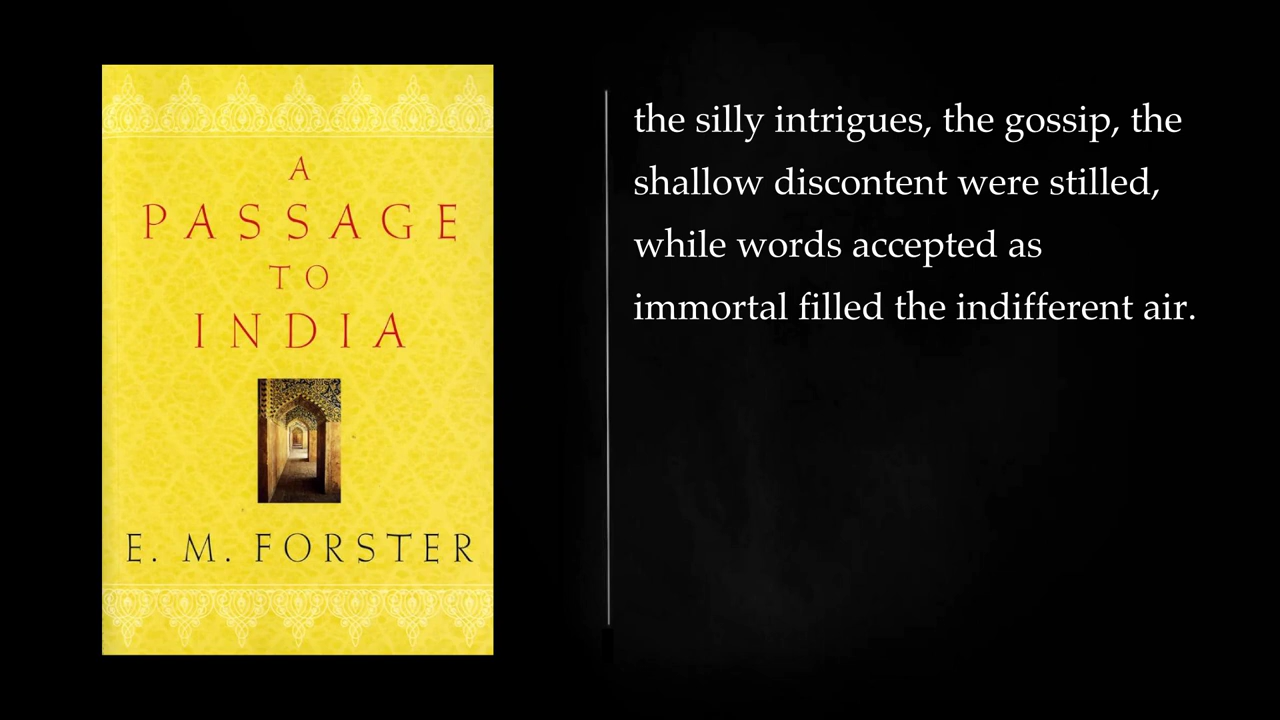 A
PASSAGE
TO
INDIA
E. M. FORSTER
the silly intrigues, the gossip, the
shallow discontent were stilled,
while words accepted as
immortal filled the indifferent air.